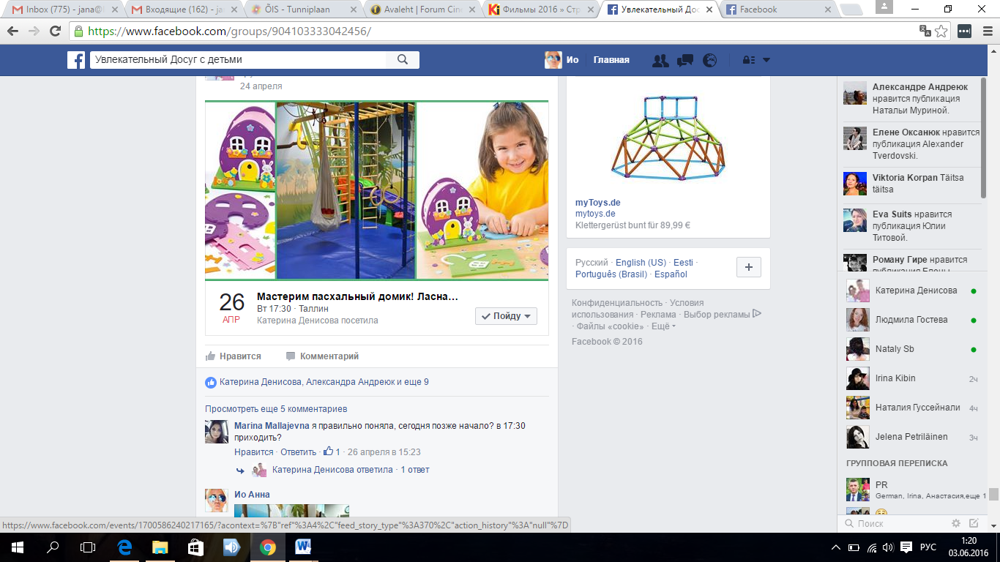 Inbox (775) - jana@
Входящие (162) - ja
ÕIS - Tunniplaan
Avaleht | Forum Cine
Фильмы 2016 » Стр
Увлекательный Дос
Facebook
https://www.facebook.com/groups/904103333042456/
Увлекательный Досуг с детьми
Ио
Главная
24 апреля
26
АПР
Мастерим пасхальный домик! Ласна...
Вт 17:30 · Таллин
Катерина Денисова посетила
Пойду
Нравится
Комментарий
Катерина Денисова, Александра Андреюк и еще 9
Просмотреть еще 5 комментариев
Marina Mallajevna я правильно поняла, сегодня позже начало? в 17:30
приходить?
Нравится · Ответить · 1 · 26 апреля в 15:23
Катерина Денисова ответила · 1 ответ
Ио Анна
https://www.facebook.com/events/1700586240217165/?acontext=%7B"ref"%3A4%2C"feed_story_type"%3A370%2C"action_history"%3A"null"%7D
myToys.de
mytoys.de
Klettergerüst bunt für 89,99 €
Русский · English (US) · Eesti ·
Português (Brasil) · Español
Конфиденциальность · Условия
использования · Реклама · Выбор рекламы
· Файлы «cookie» · Ещё
Facebook © 2016
Александре Андреюк
нравится публикация
Натальи Муриной.
Елене Оксанюк нравится
публикация Alexander
Tverdovski.
Viktoria Korpan Täitsa
täitsa
Eva Suits нравится
публикация Юлии
Титовой.
Роману Гире нравится
публикация Елены
Катерина Денисова
Людмила Гостева
Nataly Sb
Irina Kibin 2ч
Наталия Гуссейнали 4ч
Jelena Petriläinen 3ч
ГРУППОВАЯ ПЕРЕПИСКА
PR
German, Irina, Анастасия,еще 1
Поиск
РУС
1:20
03.06.2016